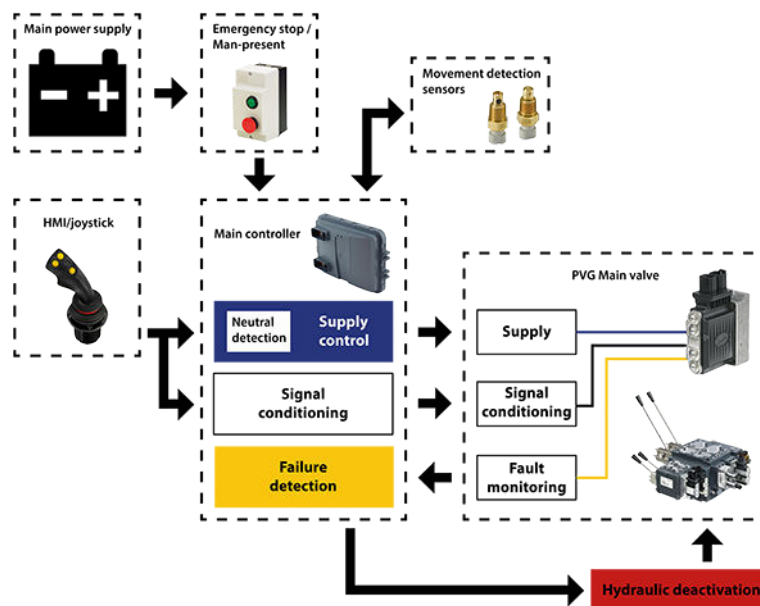 Main power supply
Emergency stop /
Man-present
Movement detection
sensors
HMI/joystick
Main controller
PVG Main valve
Neutral
detection
Supply
control
Supply
Signal
conditioning
Signal
conditioning
Failure
detection
Fault
monitoring
Hydraulic deactivation